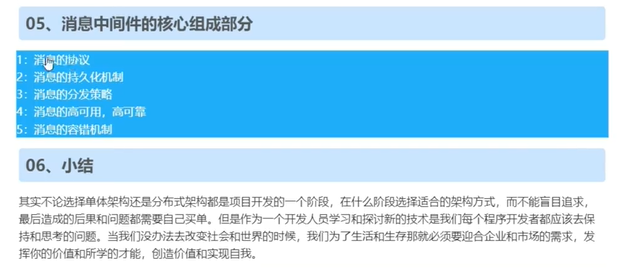 05、消息中间件的核心组成部分
1：消息的协议
2：消息的持久化机制
3：消息的分发策略
4：消息的高可用，高可靠
5：消息的容错机制
06、小结
其实不论选择单体架构还是分布式架构都是项目开发的一个阶段，在什么阶段选择适合的架构方式，而不能盲目追求，
最后造成的后果和问题都需要自己买单。但是作为一个开发人员学习和探讨新的技术是我们每个程序开发者都应该去保
持和思考的问题。当我们没办法去改变社会和世界的时候，我们为了生活和生存那就必须要迎合企业和市场的需求，发
挥你的价值和所学的才能，创造价值和实现自我。